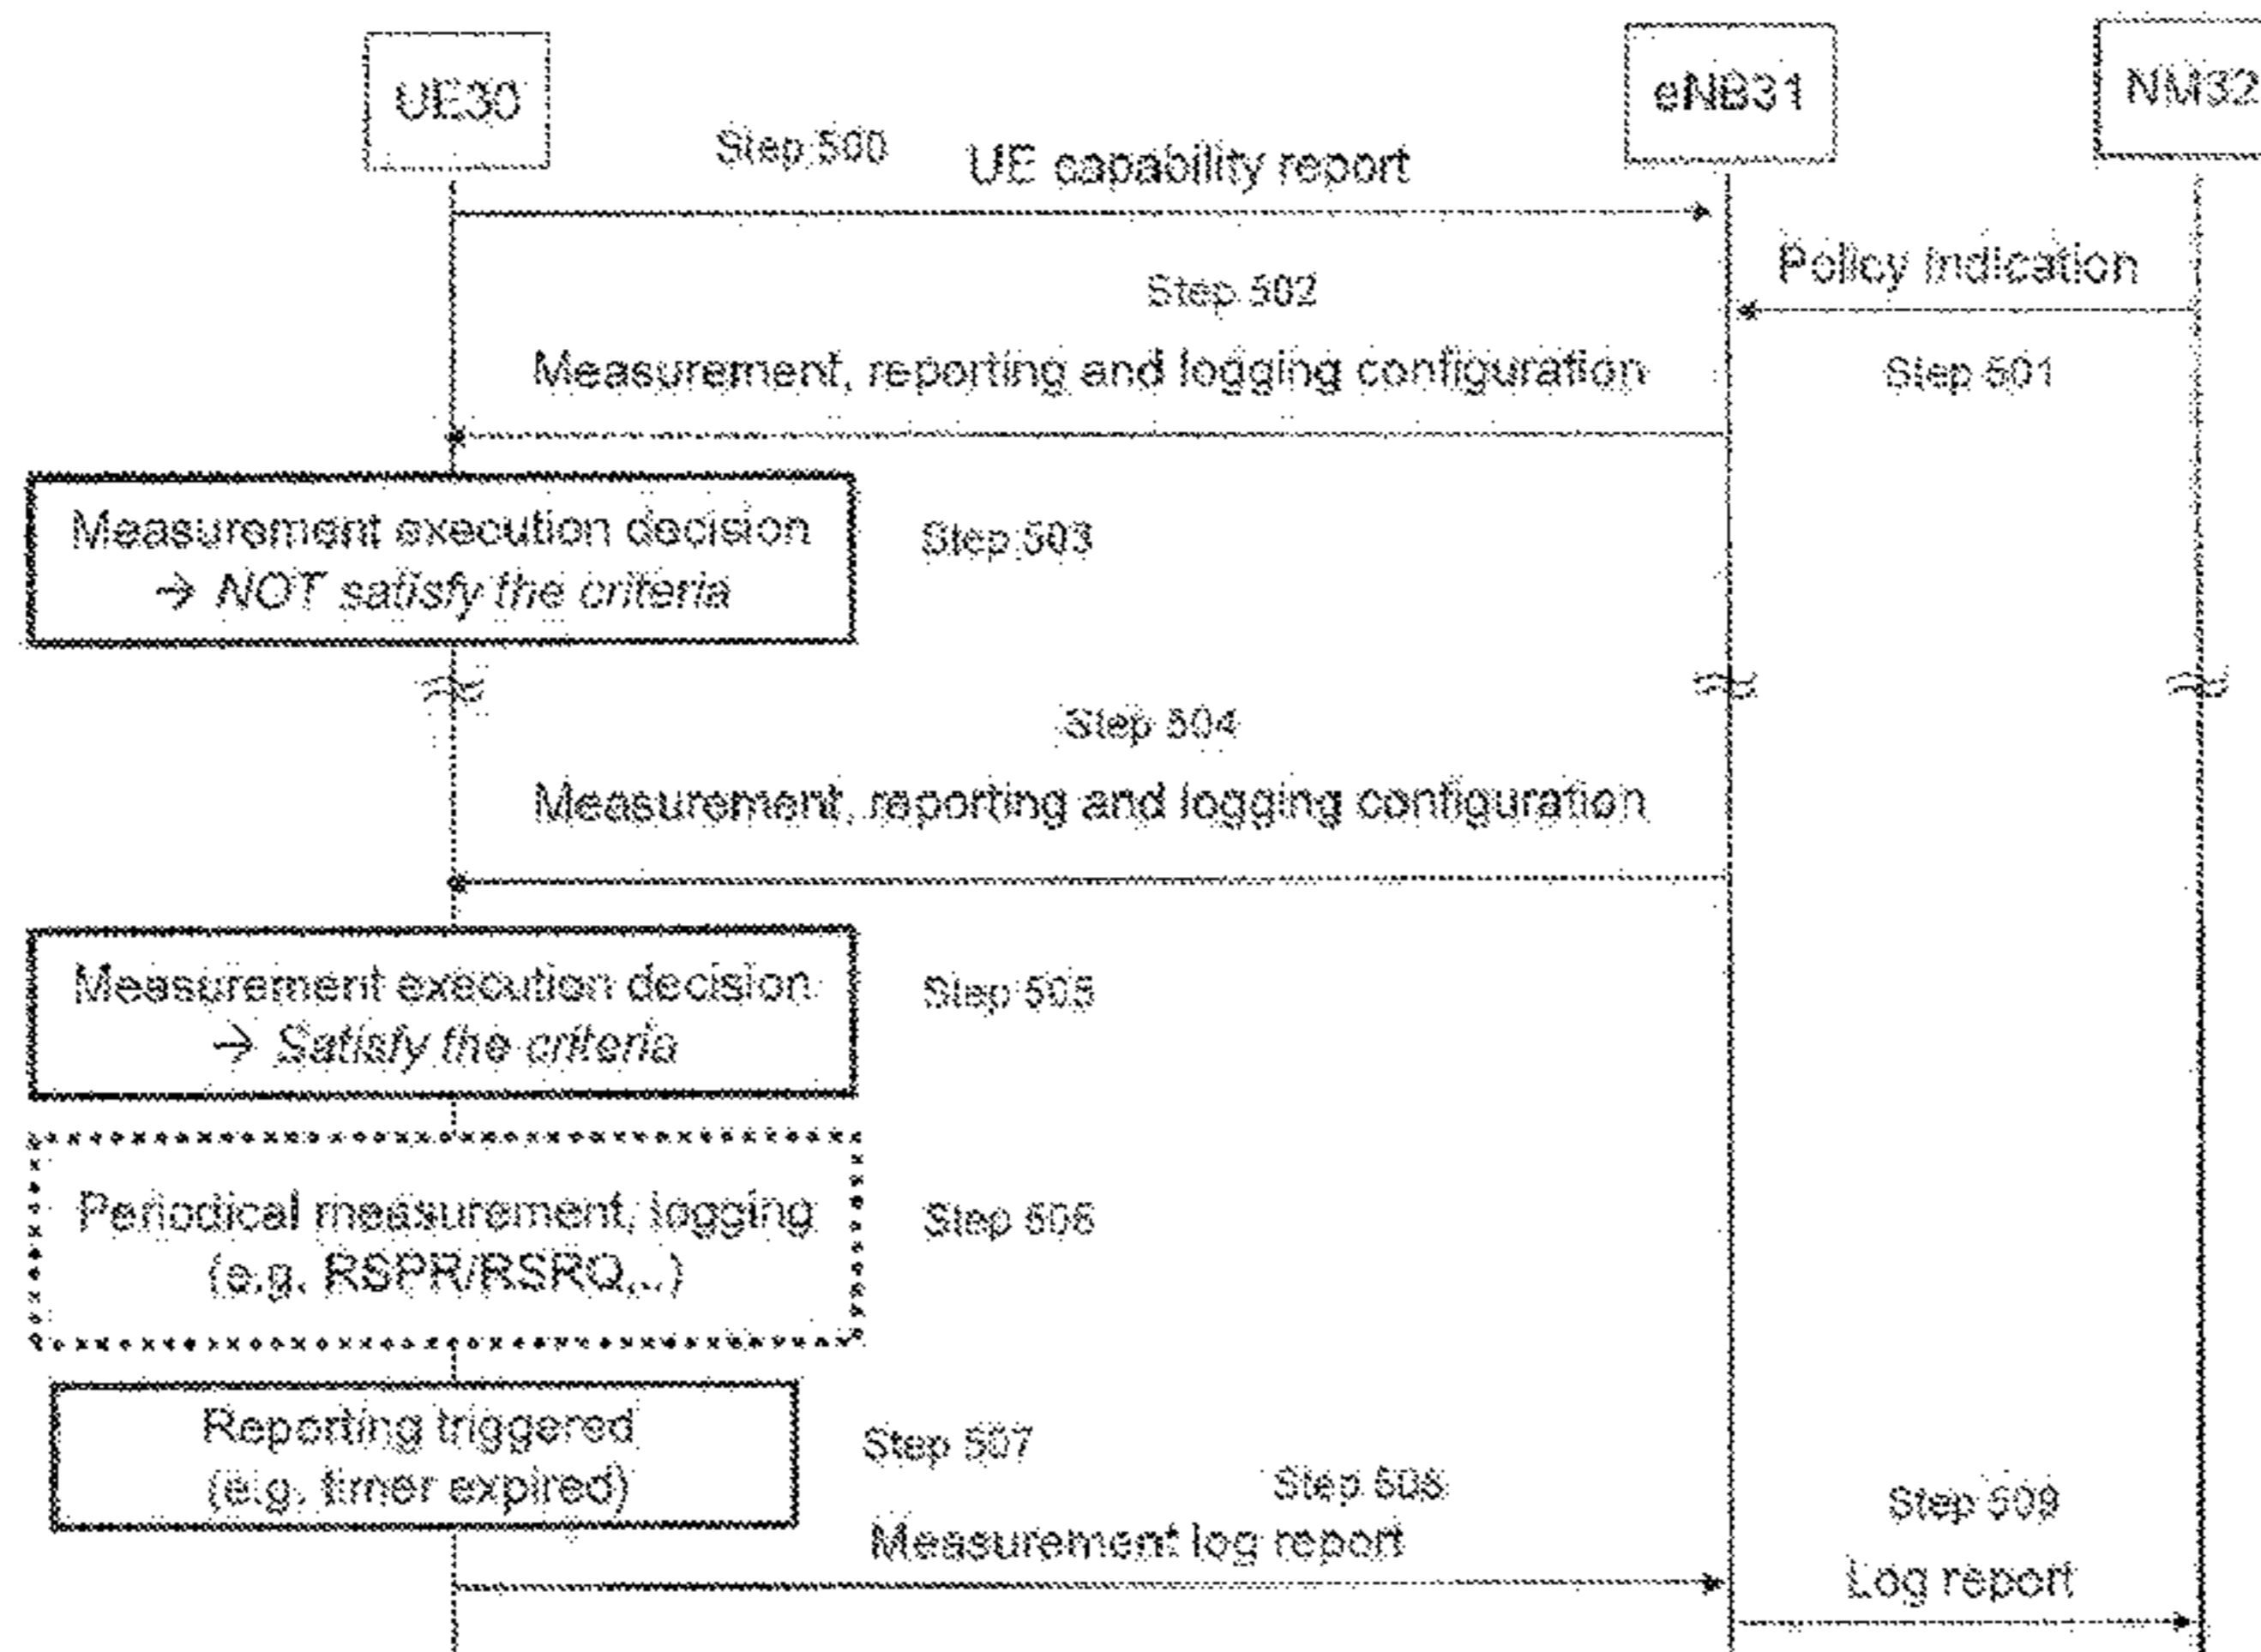 UE30
eNB31
NM32
Step 500
UE capability report
Policy Indication
Step 502
Step 501
Measurement, reporting and logging configuration
Measurement execution decision
→ NOT satisfy the criteria
Step 503
Step 504
Measurement, reporting and logging configuration
Measurement execution decision
→ Satisfy the criteria
Step 505
Periodical measurement, logging
(e.g. RSPR/RSRQ,..)
Step 506
Reporting triggered
(e.g. timer expired)
Step 507
Step 508
Measurement log report
Step 509
Log report